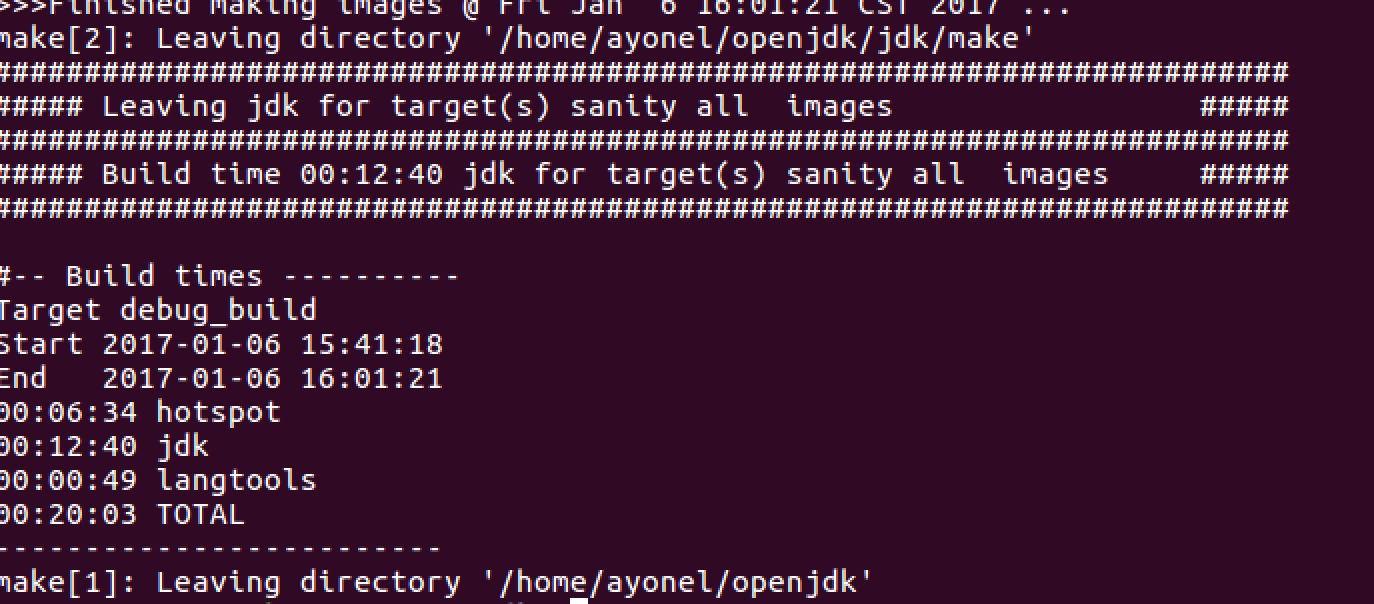 >>>Finished making images @ Fri Jan  6 16:01:21 CST 2017 ...
make[2]: Leaving directory '/home/ayonel/openjdk/jdk/make'
########################################################################
##### Leaving jdk for target(s) sanity all  images                 #####
########################################################################
##### Build time 00:12:40 jdk for target(s) sanity all  images     #####
########################################################################
#-- Build times ----------
Target debug_build
Start 2017-01-06 15:41:18
End   2017-01-06 16:01:21
00:06:34 hotspot
00:12:40 jdk
00:00:49 langtools
00:20:03 TOTAL
-------------------------
make[1]: Leaving directory '/home/ayonel/openjdk'